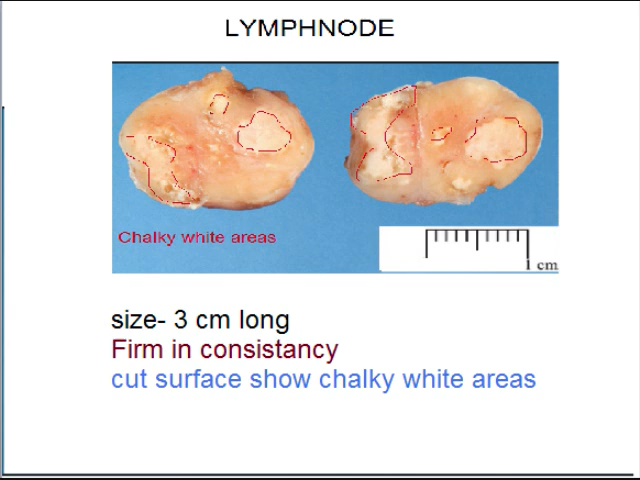 LYMPHNODE
Chalky white areas
1 cm
size- 3 cm long
Firm in consistancy
cut surface show chalky white areas